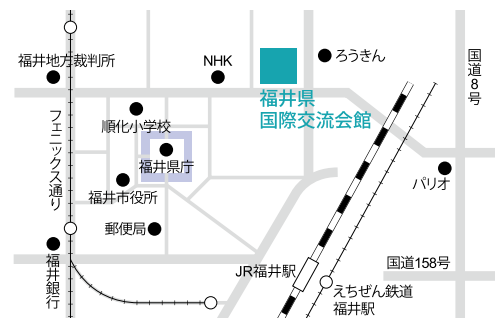 福井地方裁判所
NHK
ろうきん
国道8号
福井県
国際交流会館
フェニックス通り
順化小学校
福井県庁
パリオ
福井市役所
郵便局
福井銀行
JR福井駅
国道158号
えちぜん鉄道
福井駅